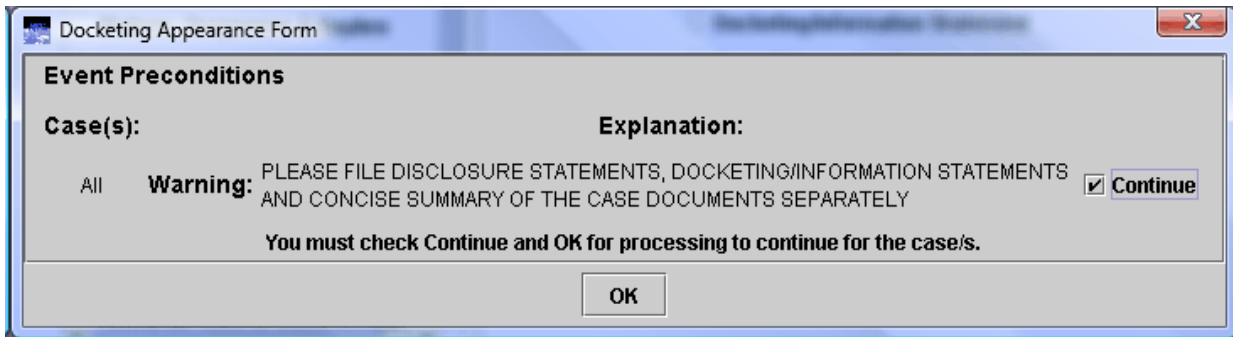 Docketing Appearance Form
Event Preconditions
Case(s): Explanation:
All Warning: PLEASE FILE DISCLOSURE STATEMENTS, DOCKETING/INFORMATION STATEMENTS
AND CONCISE SUMMARY OF THE CASE DOCUMENTS SEPARATELY
Continue
You must check Continue and OK for processing to continue for the case/s.
OK